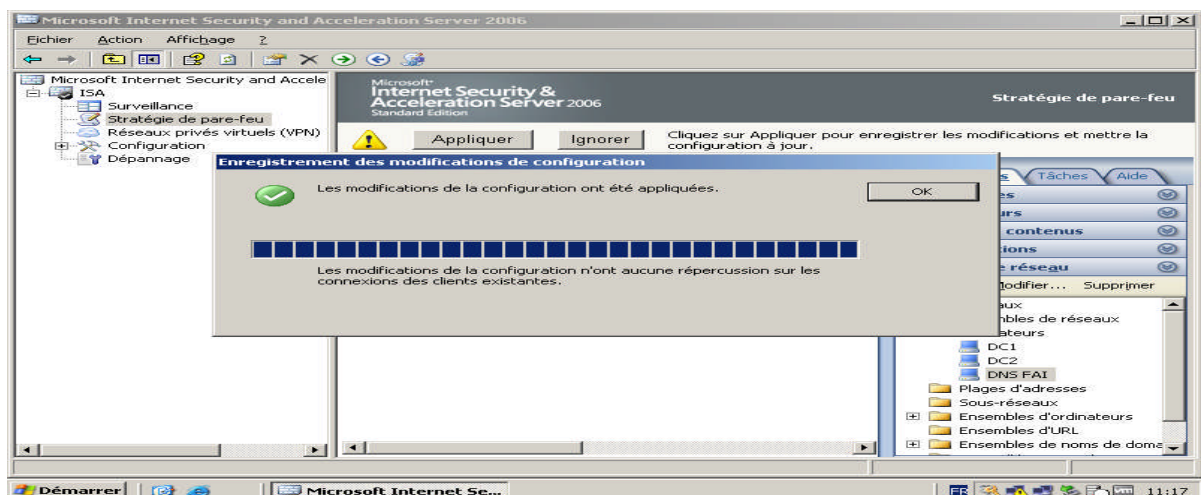 Microsoft Internet Security and Acceleration Server 2006
Fichier Action Affichage ?
Microsoft Internet Security and Accele
ISA
Surveillance
Stratégie de pare-feu
Réseaux privés virtuels (VPN)
Configuration
Dépannage
Microsoft
Internet Security &
Acceleration Server 2006
Standard Edition
Stratégie de pare-feu
Appliquer Ignorer
Cliquez sur Appliquer pour enregistrer les modifications et mettre la
configuration à jour.
Enregistrement des modifications de configuration
Les modifications de la configuration ont été appliquées.
OK
Les modifications de la configuration n'ont aucune répercussion sur les
connexions des clients existantes.
Tâches Aide
contenus
réseau
Supprimer
DC1
DC2
DNS FAI
Plages d'adresses
Sous-réseaux
Ensembles d'ordinateurs
Ensembles d'URL
Ensembles de noms de doma
Démarrer
Microsoft Internet Se...
FR
11:17